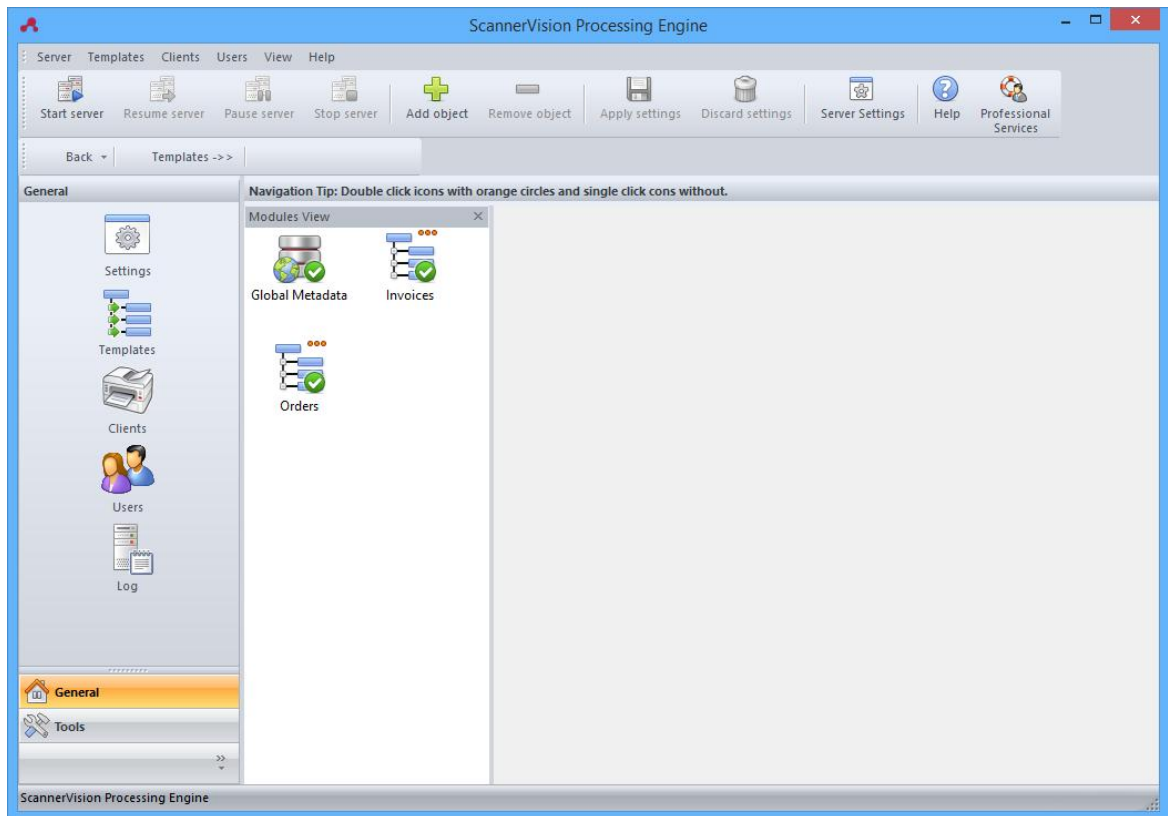 ScannerVision Processing Engine
Server Templates Clients Users View Help
Start server Resume server Pause server Stop server Add object Remove object Apply settings Discard settings Server Settings Help Professional Services
Back Templates ->>
General
Navigation Tip: Double click icons with orange circles and single click cons without.
Modules View
Settings
Templates
Clients
Users
Log
Global Metadata Invoices
Orders
General
Tools
ScannerVision Processing Engine